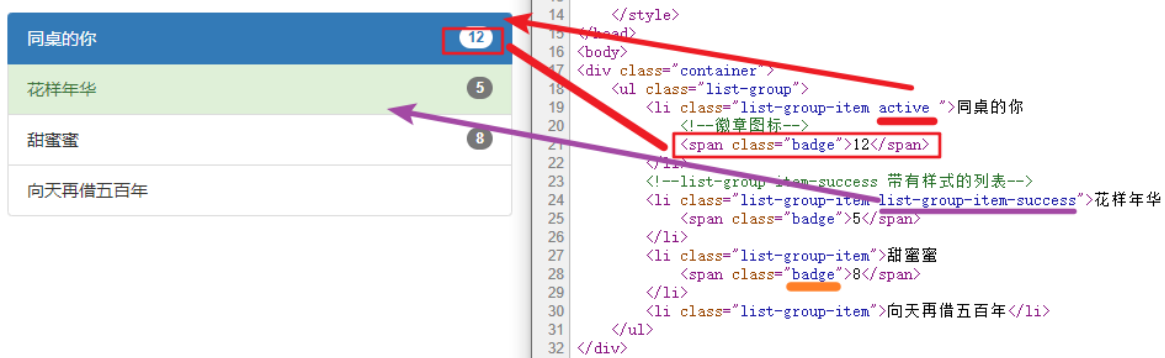 同桌的你 12
花样年华 5
甜蜜蜜 8
向天再借五百年
14 </style>
15 </head>
16 <body>
17 <div class="container">
18 <ul class="list-group">
19 <li class="list-group-item active ">同桌的你
20 <!--徽章图标-->
21 <span class="badge">12</span>
22 </li>
23 <!--list-group-item-success 带有样式的列表-->
24 <li class="list-group-item list-group-item-success">花样年华
25 <span class="badge">5</span>
26 </li>
27 <li class="list-group-item">甜蜜蜜
28 <span class="badge">8</span>
29 </li>
30 <li class="list-group-item">向天再借五百年</li>
31 </ul>
32 </div>